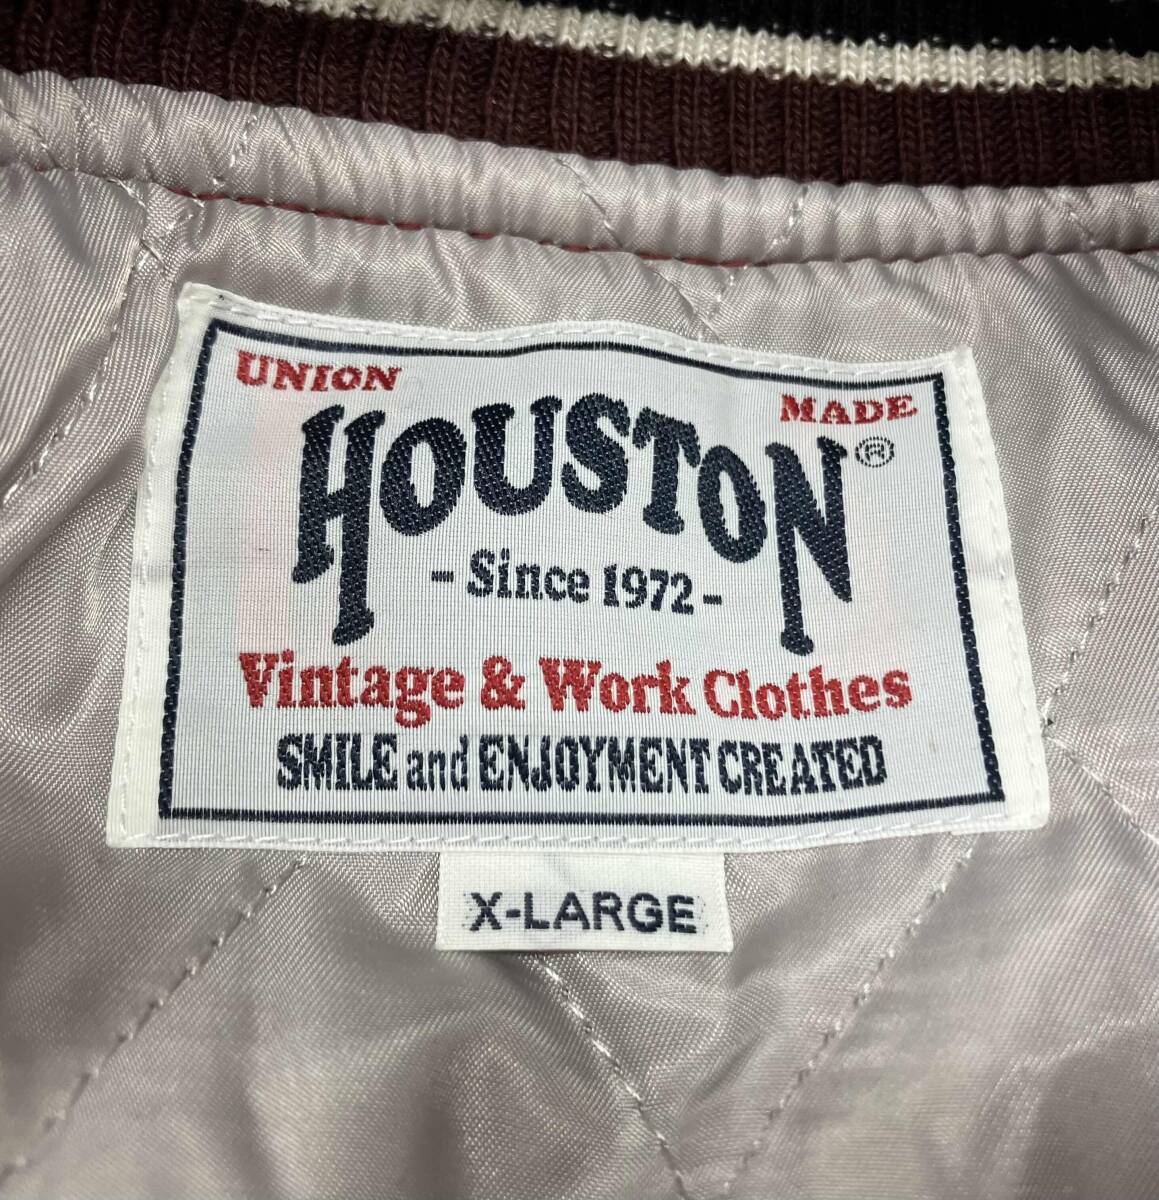 UNION MADE
HOUSTON®
- Since 1972 -
Vintage & Work Clothes
SMILE and ENJOYMENT CREATED
X-LARGE